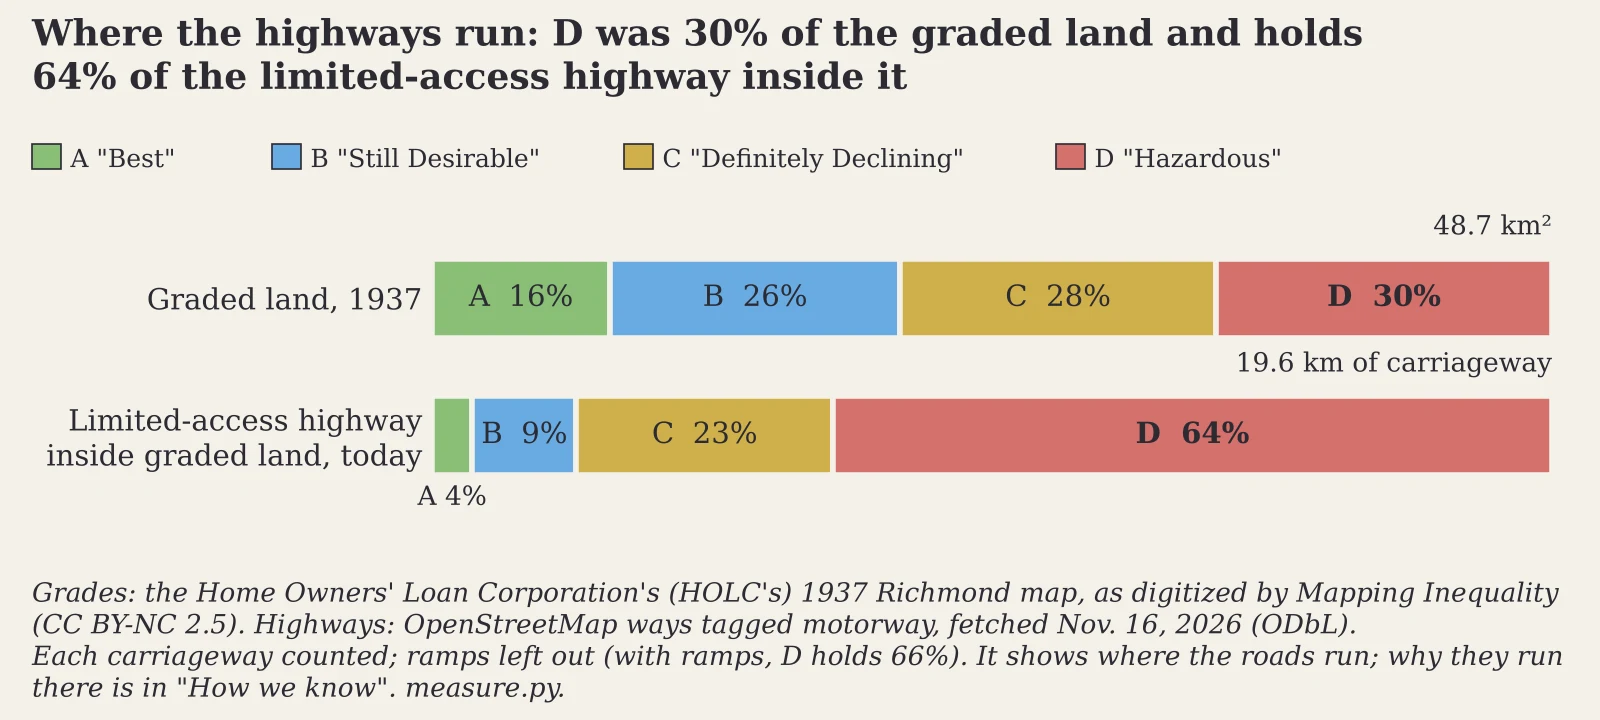 Where the highways run: D was 30% of the graded land and holds
64% of the limited-access highway inside it
A "Best"
B "Still Desirable"
C "Definitely Declining"
D "Hazardous"
48.7 km²
Graded land, 1937
A 16%
B 26%
C 28%
D 30%
19.6 km of carriageway
Limited-access highway
inside graded land, today
B 9%
C 23%
D 64%
A 4%
Grades: the Home Owners' Loan Corporation's (HOLC's) 1937 Richmond map, as digitized by Mapping Inequality
(CC BY-NC 2.5). Highways: OpenStreetMap ways tagged motorway, fetched Nov. 16, 2026 (ODbL).
Each carriageway counted; ramps left out (with ramps, D holds 66%). It shows where the roads run; why they run
there is in "How we know". measure.py.